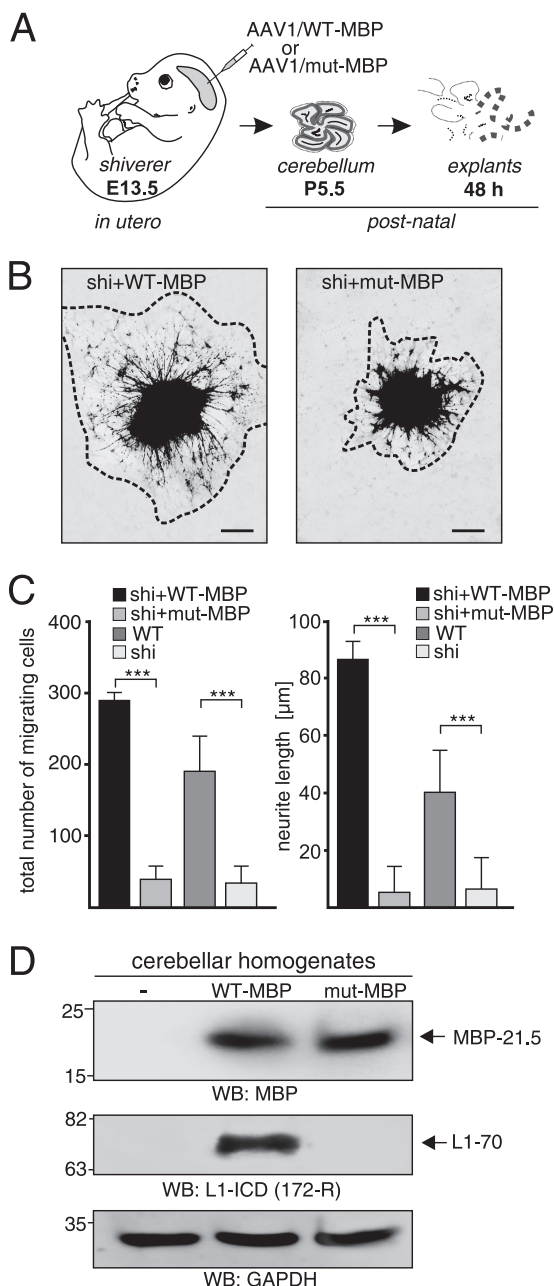 A
AAV1/WT-MBP
or
AAV1/mut-MBP
shiverer
E13.5
cerebellum
P5.5
explants
48 h
in utero
post-natal
B
shi+WT-MBP
shi+mut-MBP
C
shi+WT-MBP
shi+mut-MBP
WT
shi
total number of migrating cells
400
300
200
100
***
***
shi+WT-MBP
shi+mut-MBP
WT
shi
neurite length [µm]
100
80
60
40
20
***
***
D
cerebellar homogenates
- WT-MBP mut-MBP
25
15
MBP-21.5
WB: MBP
82
63
L1-70
WB: L1-ICD (172-R)
35
WB: GAPDH